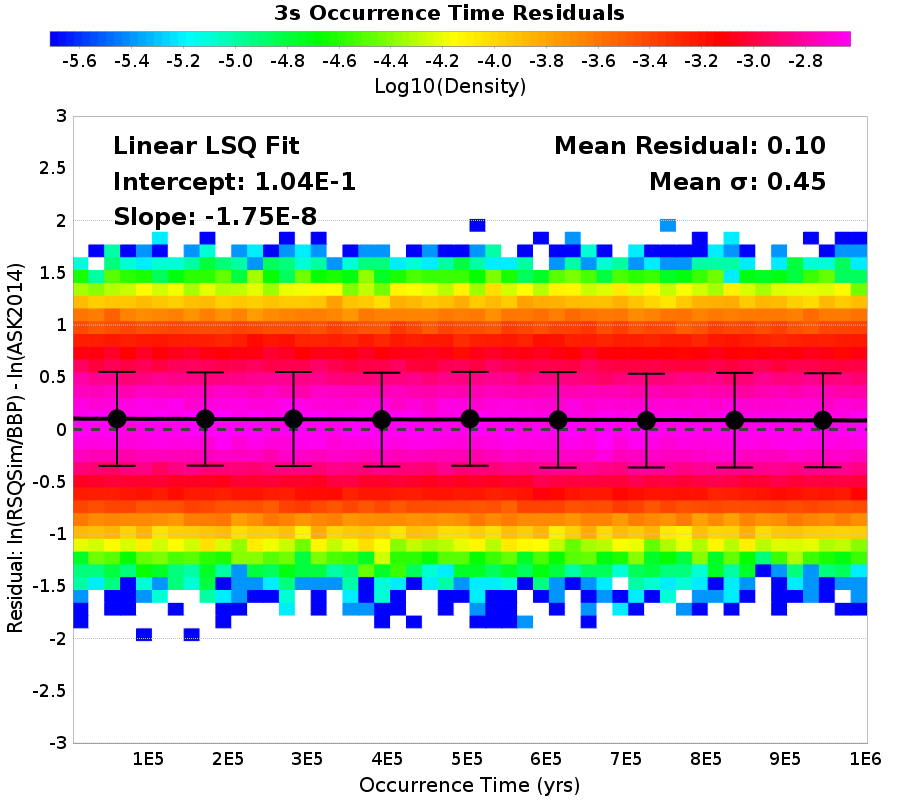 3s Occurrence Time Residuals
-5.6 -5.4 -5.2 -5.0 -4.8 -4.6 -4.4 -4.2 -4.0 -3.8 -3.6 -3.4 -3.2 -3.0 -2.8
Log10(Density)
Linear LSQ Fit
Intercept: 1.04E-1
Slope: -1.75E-8
Mean Residual: 0.10
Mean σ: 0.45
Residual: ln(RSQSim/BBP) - ln(ASK2014)
3
2.5
2
1.5
1
0.5
0
-0.5
-1
-1.5
-2
-2.5
-3
1E5 2E5 3E5 4E5 5E5 6E5 7E5 8E5 9E5 1E6
Occurrence Time (yrs)